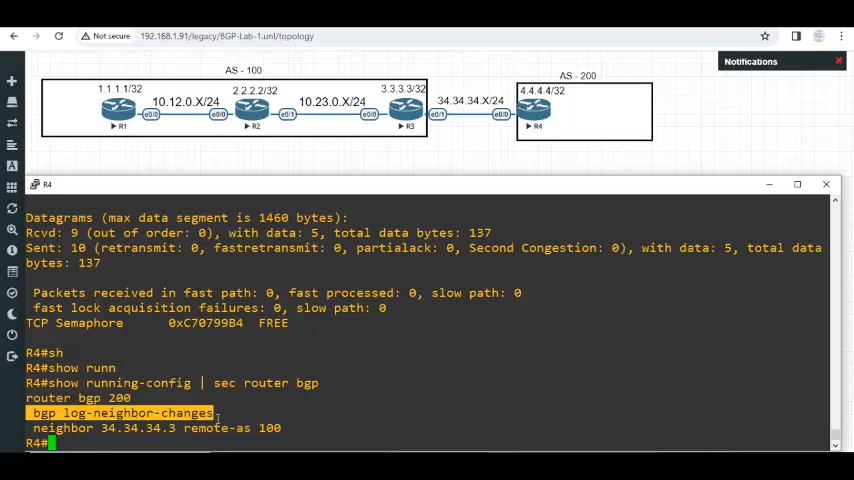 Not secure
192.168.1.91/legacy/BGP-Lab-1.unl/topology
Notifications
AS - 100
AS - 200
1.1.1.1/32
10.12.0.X/24
2.2.2.2/32
10.23.0.X/24
3.3.3.3/32
34.34.34.X/24
4.4.4.4/32
e0/0
e0/0
e0/1
e0/0
e0/1
e0/0
R1
R2
R3
R4
R4
Datagrams (max data segment is 1460 bytes):
Rcvd: 9 (out of order: 0), with data: 5, total data bytes: 137
Sent: 10 (retransmit: 0, fastretransmit: 0, partialack: 0, Second Congestion: 0), with data: 5, total data
bytes: 137
Packets received in fast path: 0, fast processed: 0, slow path: 0
fast lock acquisition failures: 0, slow path: 0
TCP Semaphore      0xC70799B4  FREE
R4#sh
R4#show runn
R4#show running-config | sec router bgp
router bgp 200
bgp log-neighbor-changes
neighbor 34.34.34.3 remote-as 100
R4#